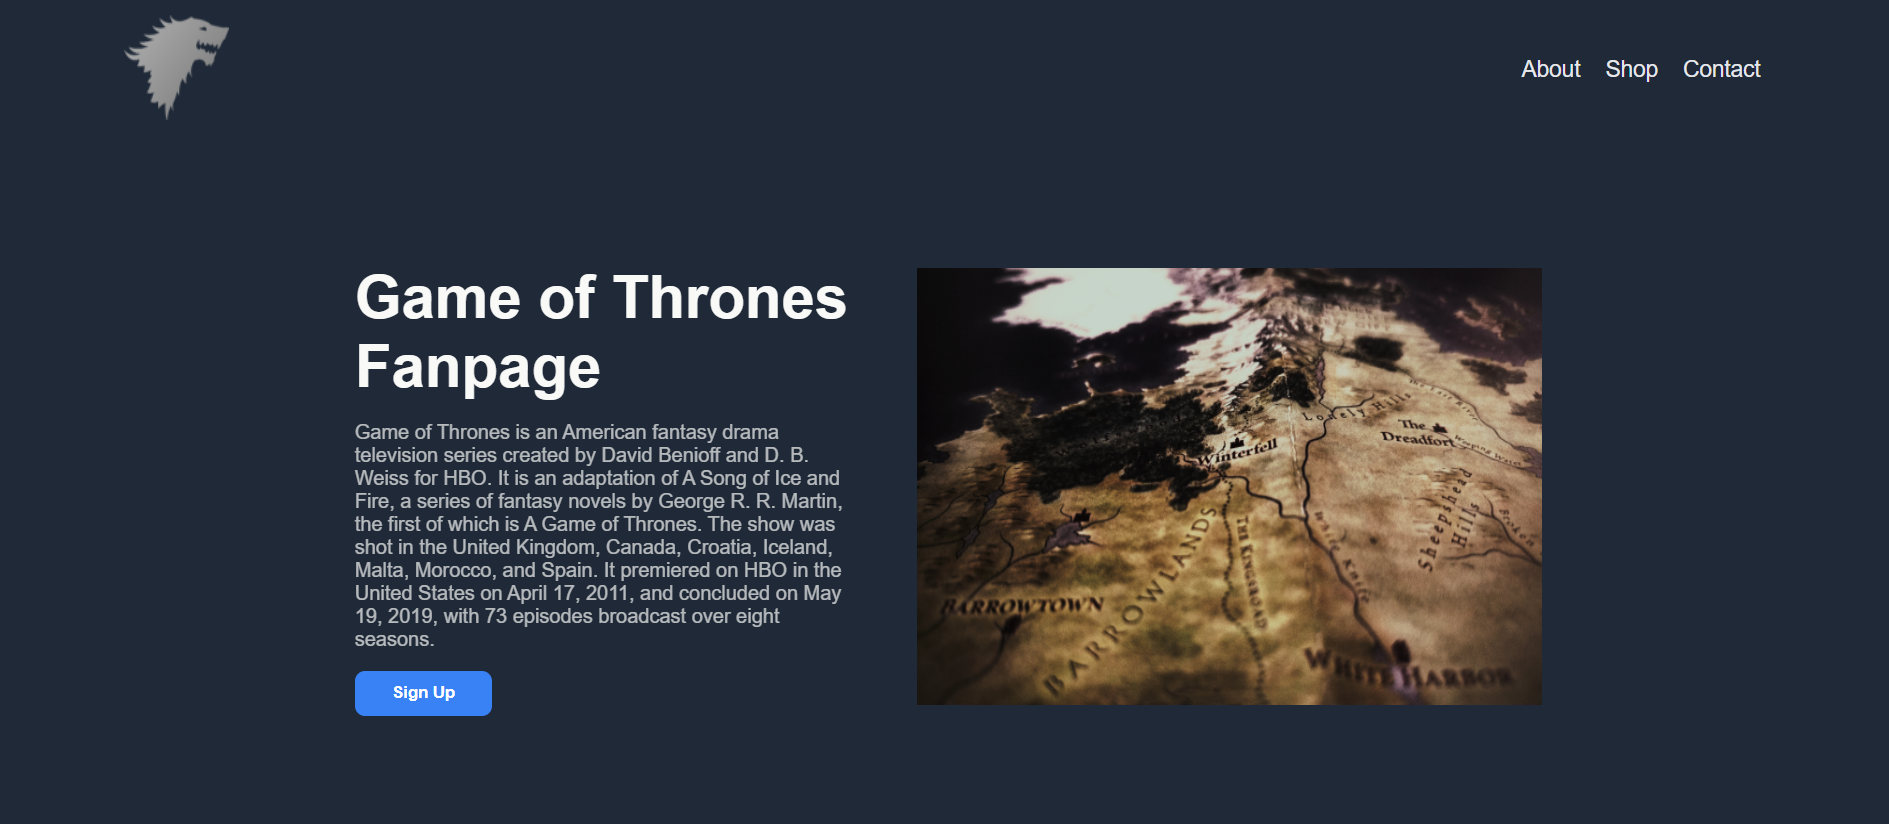 About Shop Contact
Game of Thrones
Fanpage
Game of Thrones is an American fantasy drama
television series created by David Benioff and D. B.
Weiss for HBO. It is an adaptation of A Song of Ice and
Fire, a series of fantasy novels by George R. R. Martin,
the first of which is A Game of Thrones. The show was
shot in the United Kingdom, Canada, Croatia, Iceland,
Malta, Morocco, and Spain. It premiered on HBO in the
United States on April 17, 2011, and concluded on May
19, 2019, with 73 episodes broadcast over eight
seasons.
Sign Up
Lonely Hills
The
Dreadfort
Weeping Water
Winterfell
Sheepshead
Hills
Broken
White Knife
BARROWLANDS
THE KINGSROAD
BARROWTOWN
WHITE HARBOR